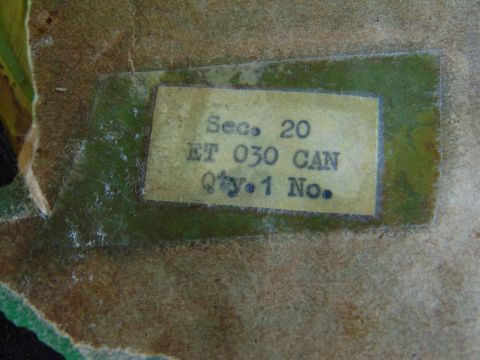 Sec. 20
ET 030 CAN
Qty.1 No.